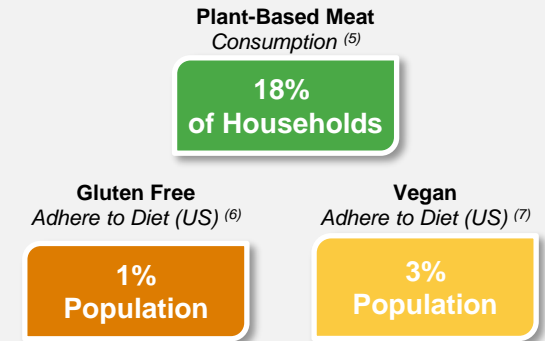 Plant-Based Meat
Consumption (5)
18%
of Households
Gluten Free
Adhere to Diet (US) (6)
1%
Population
Vegan
Adhere to Diet (US) (7)
3%
Population